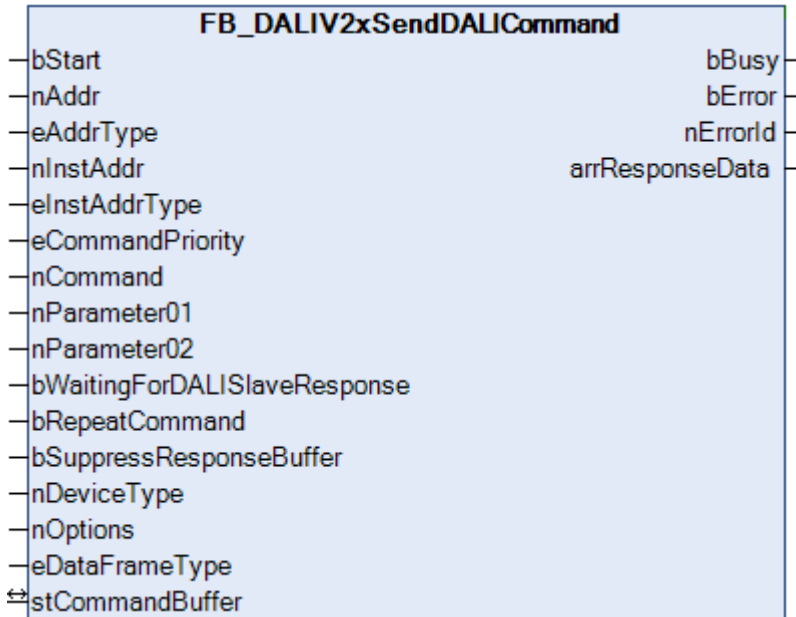 FB_DALIV2xSendDALICommand
bStart
bBusy
nAddr
bError
eAddrType
nErrorId
nInstAddr
arrResponseData
eInstAddrType
eCommandPriority
nCommand
nParameter01
nParameter02
bWaitingForDALISlaveResponse
bRepeatCommand
bSuppressResponseBuffer
nDeviceType
nOptions
eDataFrameType
stCommandBuffer